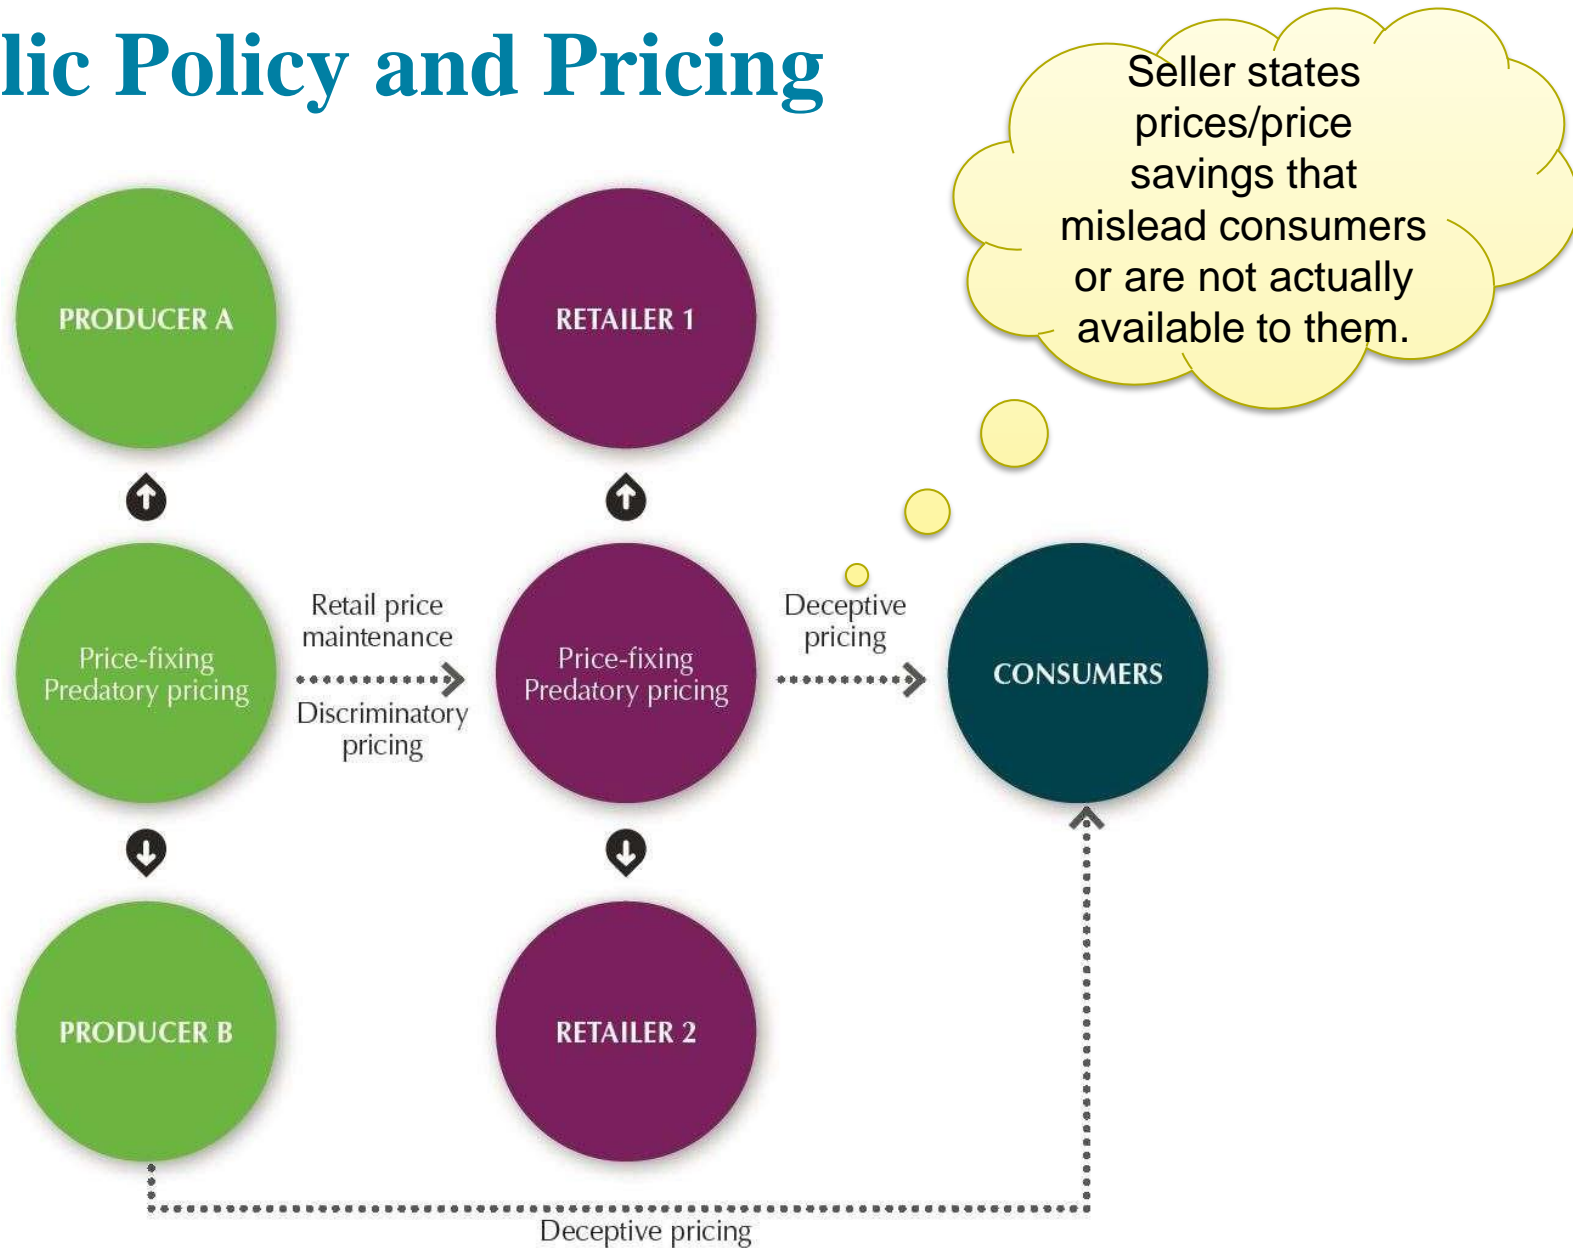 lic Policy and Pricing
Seller states
prices/price
savings that
mislead consumers
or are not actually
available to them.
PRODUCER A
RETAILER 1
Price-fixing
Predatory pricing
Retail price
maintenance
Discriminatory
pricing
Price-fixing
Predatory pricing
Deceptive
pricing
CONSUMERS
PRODUCER B
RETAILER 2
Deceptive pricing